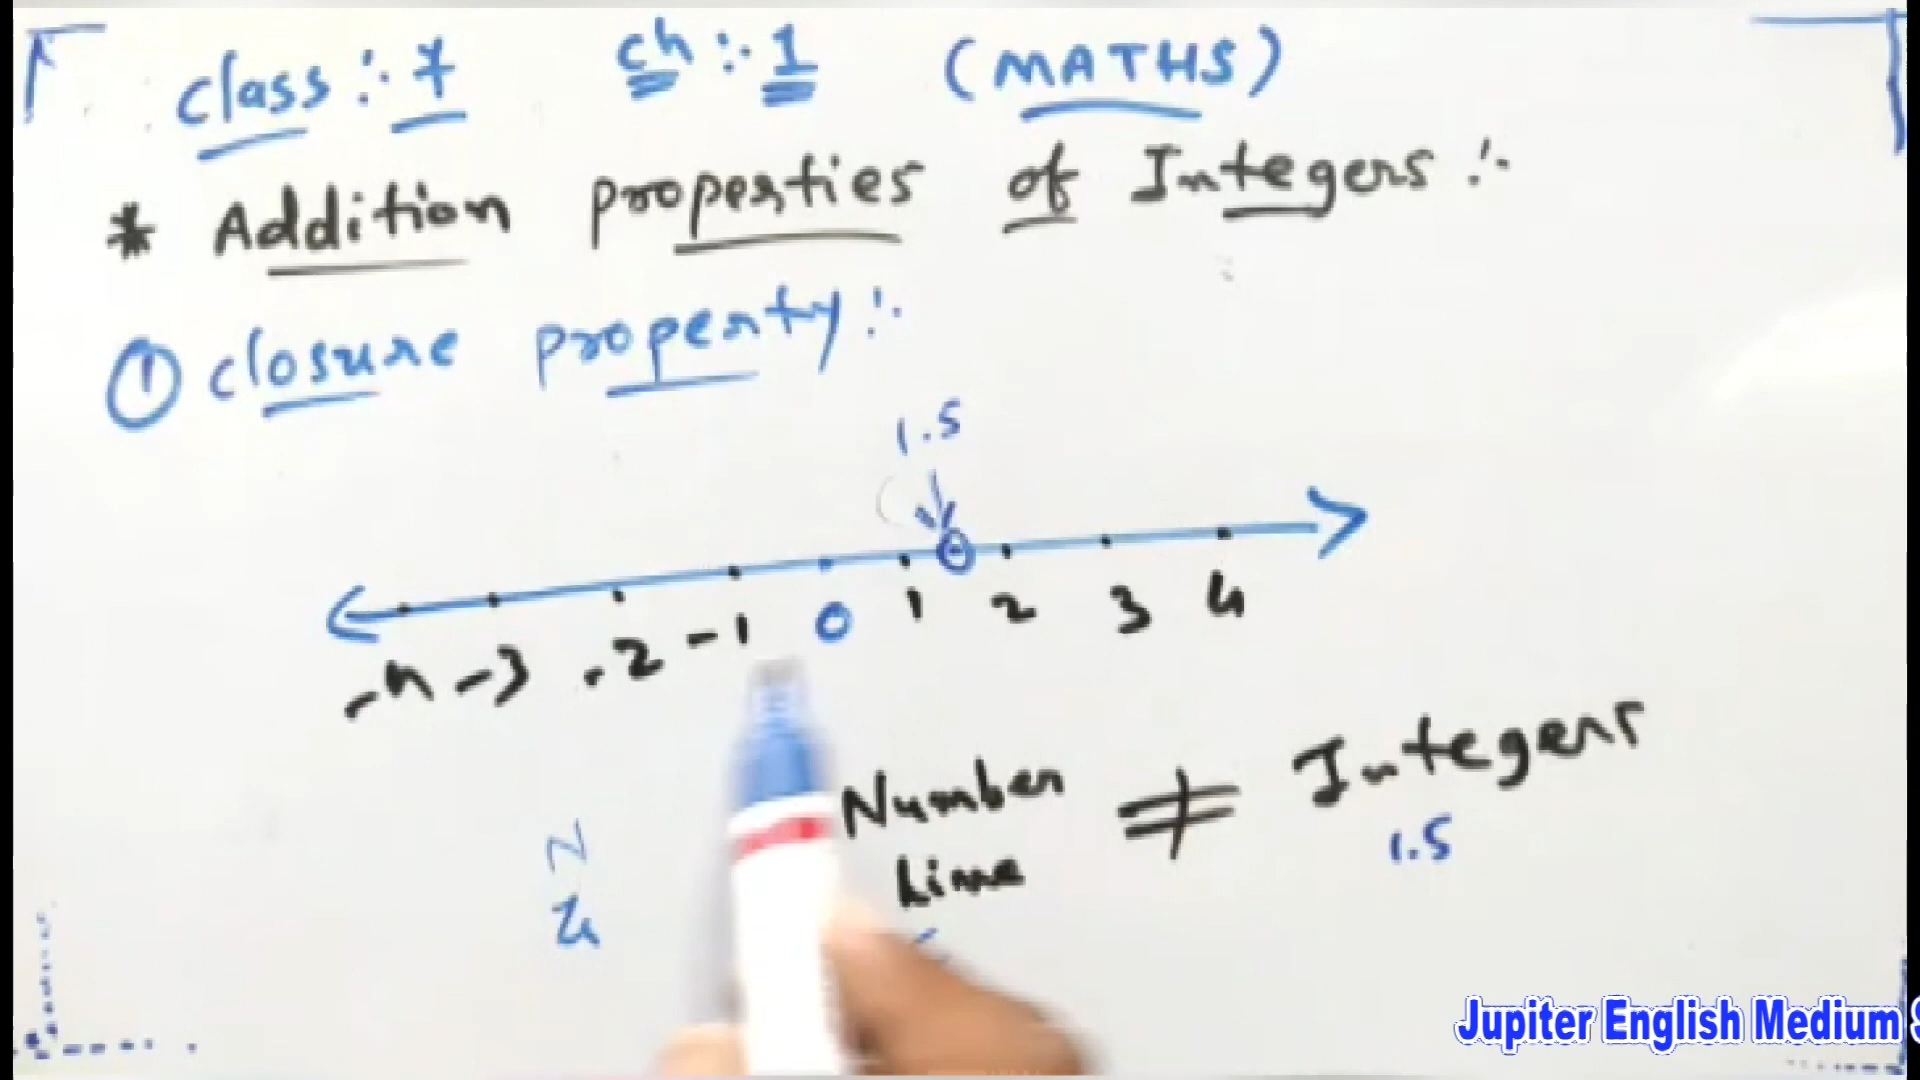 class :- 7 ch :- 1 (MATHS)
* Addition properties of Integers :-
① closure property :-
1.5
-4 -3 -2 -1 0 1 2 3 4
Number ≠ Integers
Line 1.5
N
Jupiter English Medium S